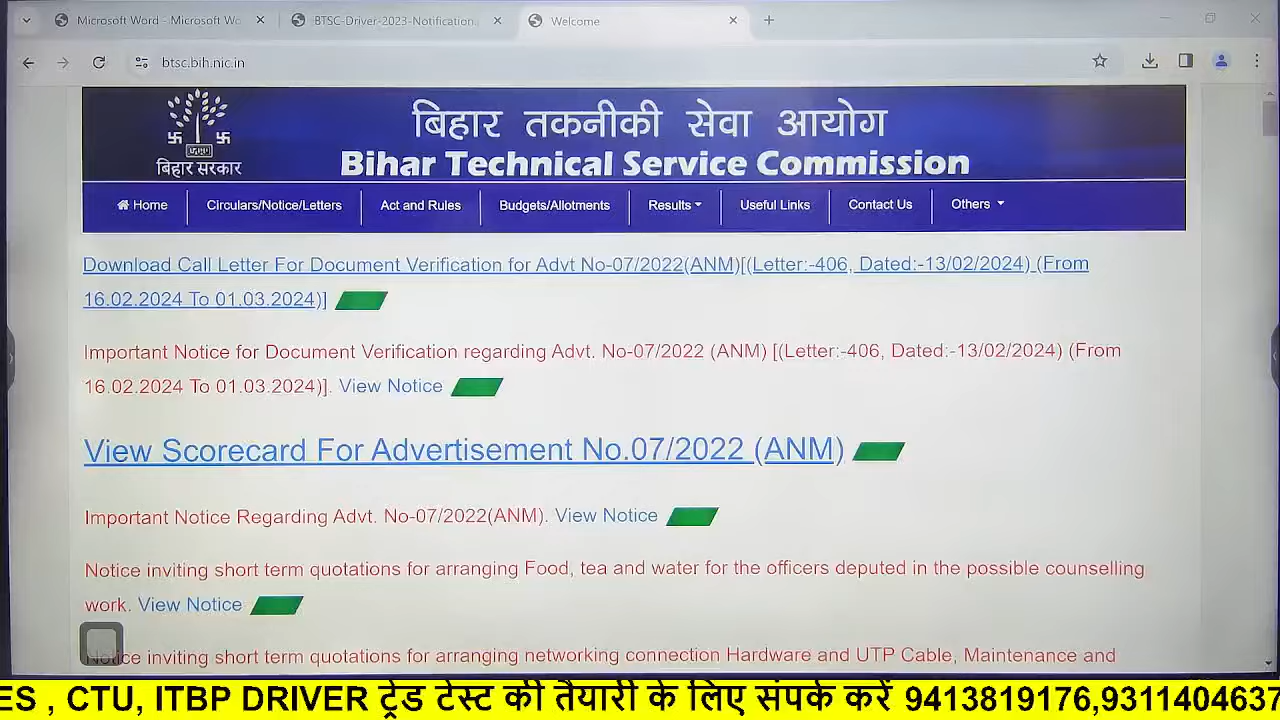 Microsoft Word - Microsoft Wo
BTSC-Driver-2023-Notification.
Welcome
btsc.bih.nic.in
बिहार सरकार
बिहार तकनीकी सेवा आयोग
Bihar Technical Service Commission
Home
Circulars/Notice/Letters
Act and Rules
Budgets/Allotments
Results
Useful Links
Contact Us
Others
Download Call Letter For Document Verification for Advt No-07/2022(ANM)[(Letter:-406, Dated:-13/02/2024) (From
16.02.2024 To 01.03.2024)]
Important Notice for Document Verification regarding Advt. No-07/2022 (ANM) [(Letter:-406, Dated:-13/02/2024) (From
16.02.2024 To 01.03.2024)]. View Notice
View Scorecard For Advertisement No.07/2022 (ANM)
Important Notice Regarding Advt. No-07/2022(ANM). View Notice
Notice inviting short term quotations for arranging Food, tea and water for the officers deputed in the possible counselling
work. View Notice
Notice inviting short term quotations for arranging networking connection Hardware and UTP Cable, Maintenance and
ES , CTU, ITBP DRIVER ट्रेड टेस्ट की तैयारी के लिए संपर्क करें 9413819176,9311404637